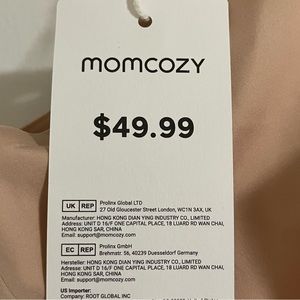 momcozy
$49.99
UK REP Prolinx Global LTD
27 Old Gloucester Street London, WC1N 3AX, UK
Manufacturer: HONG KONG DIAN YING INDUSTRY CO., LIMITED
Address: UNIT D 16/F ONE CAPITAL PLACE, 18 LUARD RD WAN CHAI,
HONG KONG SAR, CHINA
Email: support@momcozy.com
EC REP Prolinx GmbH
Brehmstr. 56, 40239 Duesseldorf Germany
Hersteller: HONG KONG DIAN YING INDUSTRY CO., LIMITED
Adresse: UNIT D 16/F ONE CAPITAL PLACE, 18 LUARD RD WAN CHAI,
HONG KONG SAR, CHINA
Email: support@momcozy.com
US Importer:
Company: ROOT GLOBAL INC